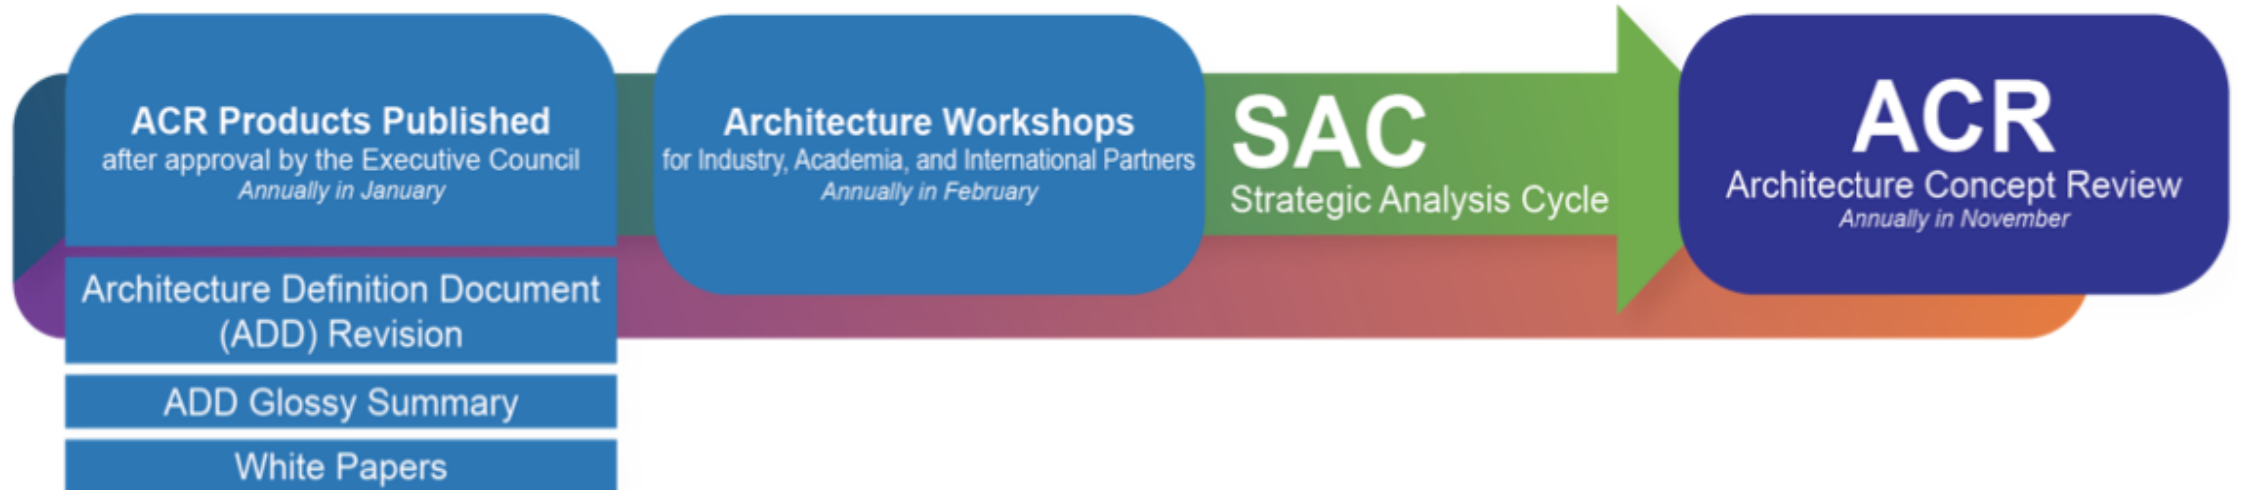 ACR Products Published
after approval by the Executive Council
Annually in January
Architecture Definition Document
(ADD) Revision
ADD Glossy Summary
White Papers
Architecture Workshops
for Industry, Academia, and International Partners
Annually in February
SAC
Strategic Analysis Cycle
ACR
Architecture Concept Review
Annually in November